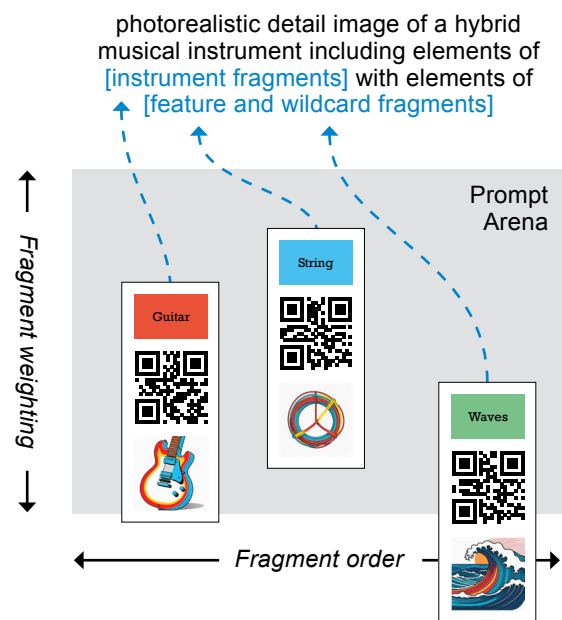 photorealistic detail image of a hybrid
musical instrument including elements of
[instrument fragments] with elements of
[feature and wildcard fragments]
Prompt
Arena
Fragment weighting
String
Guitar
Waves
Fragment order